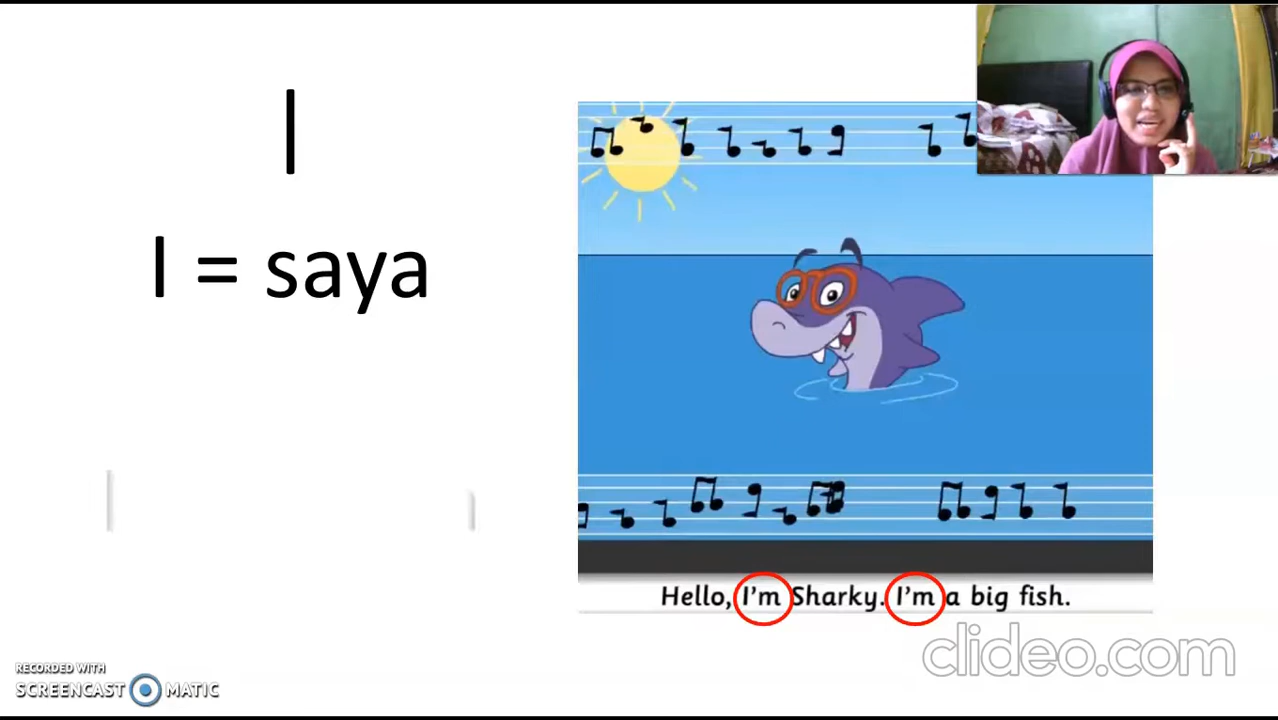 I
I = saya
Hello, I'm Sharky. I'm a big fish.
clideo.com
RECORDED WITH
SCREENCAST MATIC